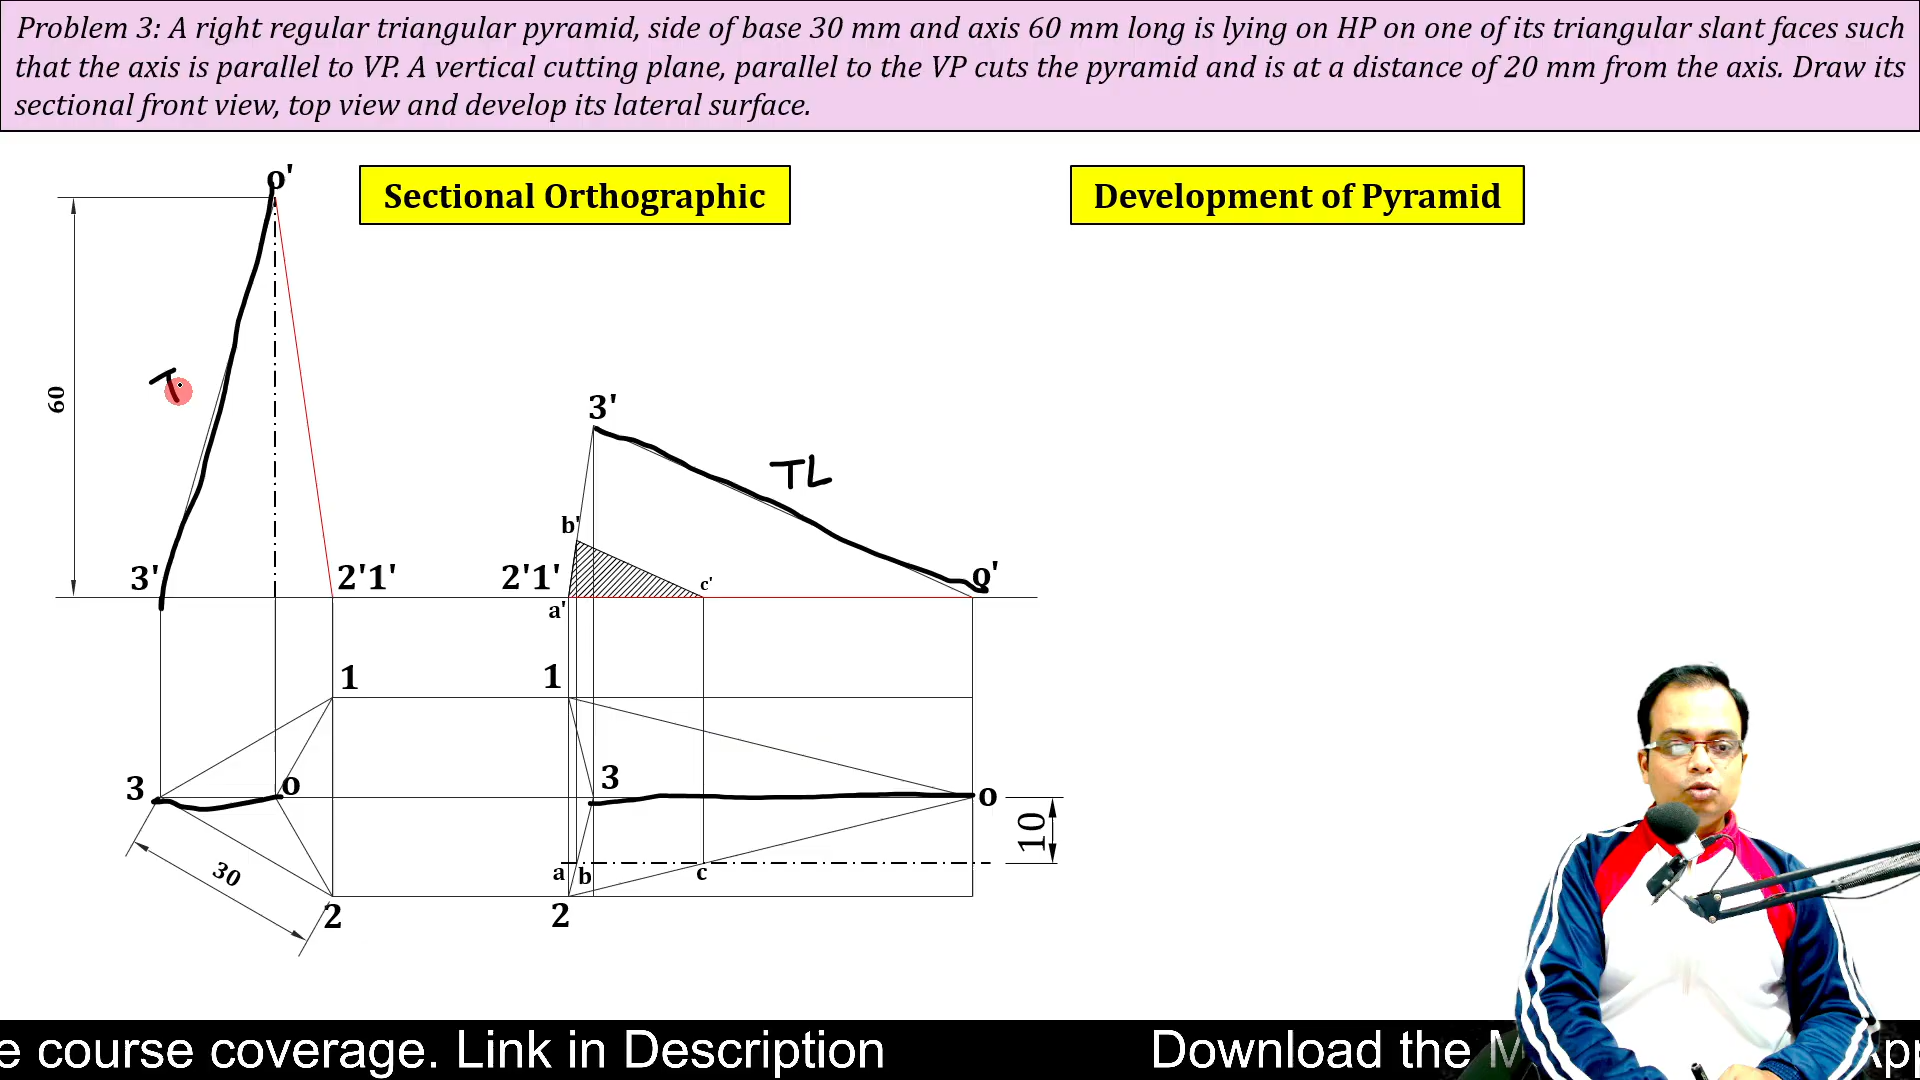 Problem 3: A right regular triangular pyramid, side of base 30 mm and axis 60 mm long is lying on HP on one of its triangular slant faces such
that the axis is parallel to VP. A vertical cutting plane, parallel to the VP cuts the pyramid and is at a distance of 20 mm from the axis. Draw its
sectional front view, top view and develop its lateral surface.
o'
Sectional Orthographic
Development of Pyramid
60
T
3'
TL
b'
3'
2'1'
2'1'
c'
o'
a'
1
1
3
o
3
o
10
30
a
b
c
2
2
e course coverage. Link in Description
Download the M
App